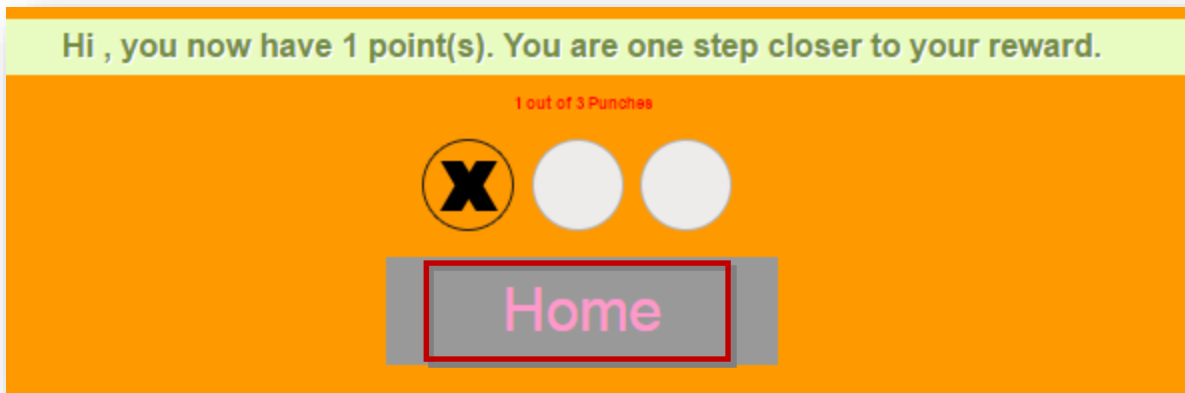 Hi , you now have 1 point(s). You are one step closer to your reward.
1 out of 3 Punches
X
Home